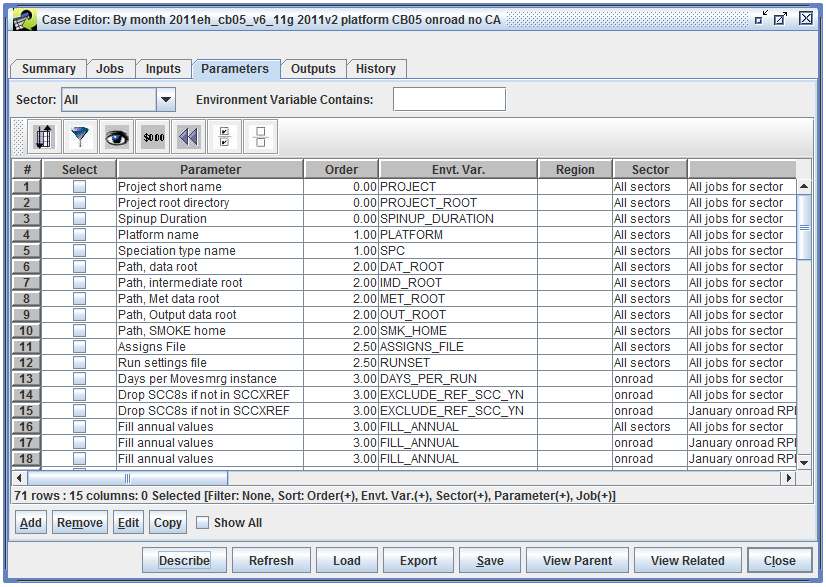 Case Editor: By month 2011eh_cb05_v6_11g 2011v2 platform CB05 onroad no CA
Summary Jobs Inputs Parameters Outputs History
Sector: All Environment Variable Contains:
$0.00
# Select Parameter Order Envt. Var. Region Sector
1 Project short name 0.00 PROJECT All sectors All jobs for sector
2 Project root directory 0.00 PROJECT_ROOT All sectors All jobs for sector
3 Spinup Duration 0.00 SPINUP_DURATION All sectors All jobs for sector
4 Platform name 1.00 PLATFORM All sectors All jobs for sector
5 Speciation type name 1.00 SPC All sectors All jobs for sector
6 Path, data root 2.00 DAT_ROOT All sectors All jobs for sector
7 Path, intermediate root 2.00 IMD_ROOT All sectors All jobs for sector
8 Path, Met data root 2.00 MET_ROOT All sectors All jobs for sector
9 Path, Output data root 2.00 OUT_ROOT All sectors All jobs for sector
10 Path, SMOKE home 2.00 SMK_HOME All sectors All jobs for sector
11 Assigns File 2.50 ASSIGNS_FILE All sectors All jobs for sector
12 Run settings file 2.50 RUNSET All sectors All jobs for sector
13 Days per Movesmrg instance 3.00 DAYS_PER_RUN onroad All jobs for sector
14 Drop SCC8s if not in SCCXREF 3.00 EXCLUDE_REF_SCC_YN onroad All jobs for sector
15 Drop SCC8s if not in SCCXREF 3.00 EXCLUDE_REF_SCC_YN onroad January onroad RPI
16 Fill annual values 3.00 FILL_ANNUAL All sectors All jobs for sector
17 Fill annual values 3.00 FILL_ANNUAL onroad January onroad RPI
18 Fill annual values 3.00 FILL_ANNUAL onroad January onroad RPI
71 rows : 15 columns: 0 Selected [Filter: None, Sort: Order(+), Envt. Var.(+), Sector(+), Parameter(+), Job(+)]
Add Remove Edit Copy Show All
Describe Refresh Load Export Save View Parent View Related Close